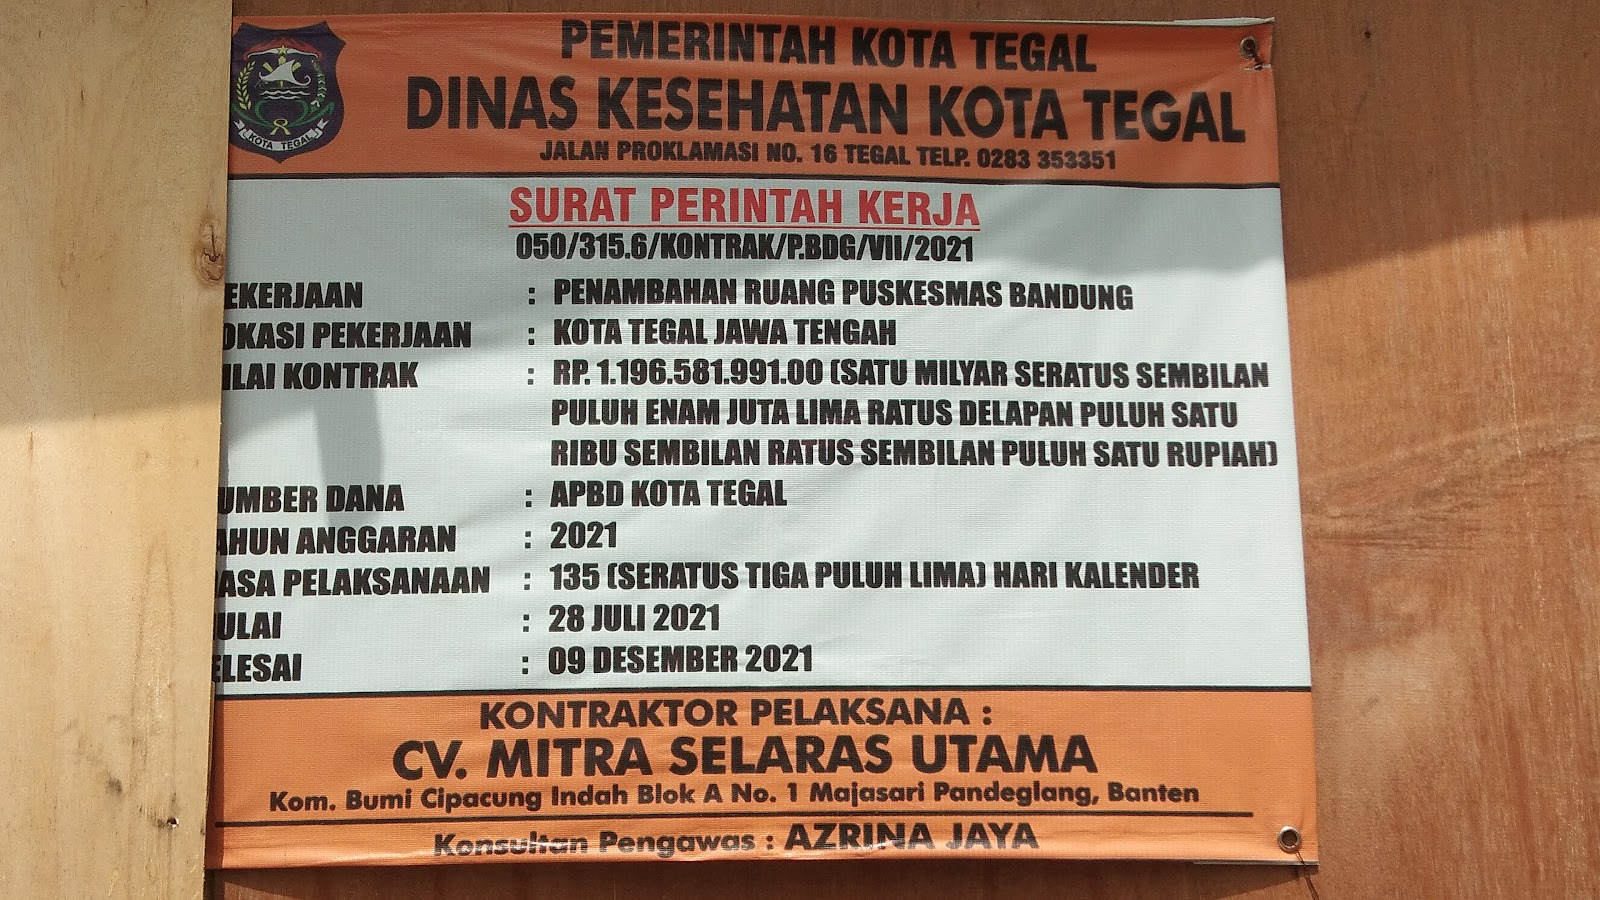 PEMERINTAH KOTA TEGAL
DINAS KESEHATAN KOTA TEGAL
JALAN PROKLAMASI NO. 16 TEGAL TELP. 0283 353351
KOTA TEGAL
SURAT PERINTAH KERJA
050/315.6/KONTRAK/P.BDG/VII/2021
EKERJAAN : PENAMBAHAN RUANG PUSKESMAS BANDUNG
OKASI PEKERJAAN : KOTA TEGAL JAWA TENGAH
ILAI KONTRAK : RP. 1.196.581.991.00 (SATU MILYAR SERATUS SEMBILAN
PULUH ENAM JUTA LIMA RATUS DELAPAN PULUH SATU
RIBU SEMBILAN RATUS SEMBILAN PULUH SATU RUPIAH)
UMBER DANA : APBD KOTA TEGAL
AHUN ANGGARAN : 2021
ASA PELAKSANAAN : 135 (SERATUS TIGA PULUH LIMA) HARI KALENDER
ULAI : 28 JULI 2021
ELESAI : 09 DESEMBER 2021
KONTRAKTOR PELAKSANA :
CV. MITRA SELARAS UTAMA
Kom. Bumi Cipacung Indah Blok A No. 1 Majasari Pandeglang, Banten
Konsultan Pengawas : AZRINA JAYA